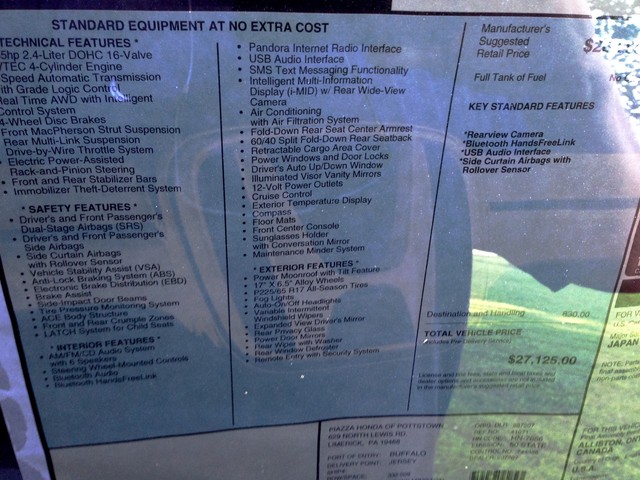 STANDARD EQUIPMENT AT NO EXTRA COST
TECHNICAL FEATURES *
5hp 2.4-Liter DOHC 16-Valve
VTEC 4-Cylinder Engine
Speed Automatic Transmission
ith Grade Logic Control
eal Time AWD with Intelligent
Control System
4-Wheel Disc Brakes
Front MacPherson Strut Suspension
Rear Multi-Link Suspension
Drive-by-Wire Throttle System
• Electric Power-Assisted
Rack-and-Pinion Steering
• Front and Rear Stabilizer Bars
• Immobilizer Theft-Deterrent System
* SAFETY FEATURES *
• Driver's and Front Passenger's
Dual-Stage Airbags (SRS)
• Driver's and Front Passenger's
Side Airbags
• Side Curtain Airbags
with Rollover Sensor
• Vehicle Stability Assist (VSA)
• Anti-Lock Braking System (ABS)
• Electronic Brake Distribution (EBD)
• Brake Assist
• Side-Impact Door Beams
• Tire Pressure Monitoring System
• ACE Body Structure
• Front and Rear Crumple Zones
• LATCH System for Child Seats
* INTERIOR FEATURES *
• AM/FM/CD Audio System
with 6 Speakers
• Steering Wheel-Mounted Controls
• Bluetooth Audio
• Bluetooth HandsFreeLink
• Pandora Internet Radio Interface
• USB Audio Interface
• SMS Text Messaging Functionality
• Intelligent Multi-Information
Display (i-MID) w/ Rear Wide-View
Camera
• Air Conditioning
with Air Filtration System
• Fold-Down Rear Seat Center Armrest
• 60/40 Split Fold-Down Rear Seatback
• Retractable Cargo Area Cover
• Power Windows and Door Locks
• Driver's Auto Up/Down Window
• Illuminated Visor Vanity Mirrors
• 12-Volt Power Outlets
• Cruise Control
• Exterior Temperature Display
• Compass
• Floor Mats
• Front Center Console
• Sunglasses Holder
with Conversation Mirror
• Maintenance Minder System
* EXTERIOR FEATURES *
• Power Moonroof with Tilt Feature
• 17" X 6.5" Alloy Wheels
• P225/65 R17 All-Season Tires
• Fog Lights
• Auto-On/Off Headlights
• Variable Intermittent
Windshield Wipers
• Expanded View Driver's Mirror
• Rear Privacy Glass
• Power Door Mirrors
• Rear Wiper with Washer
• Rear Window Defroster
• Remote Entry with Security System
Manufacturer's
Suggested
Retail Price
Full Tank of Fuel
KEY STANDARD FEATURES
*Rearview Camera
*Bluetooth HandsFreeLink
*USB Audio Interface
*Side Curtain Airbags with
Rollover Sensor
Destination and Handling 830.00
TOTAL VEHICLE PRICE
$27,125.00
PIAZZA HONDA OF POTTSTOWN
629 NORTH LEWIS RD.
LIMERICK, PA 19468
PORT OF ENTRY: BUFFALO
DELIVERY POINT: JERSEY
JAPAN
FOR THIS VEHIC
ALLISTON,
CANADA
U.S.A.